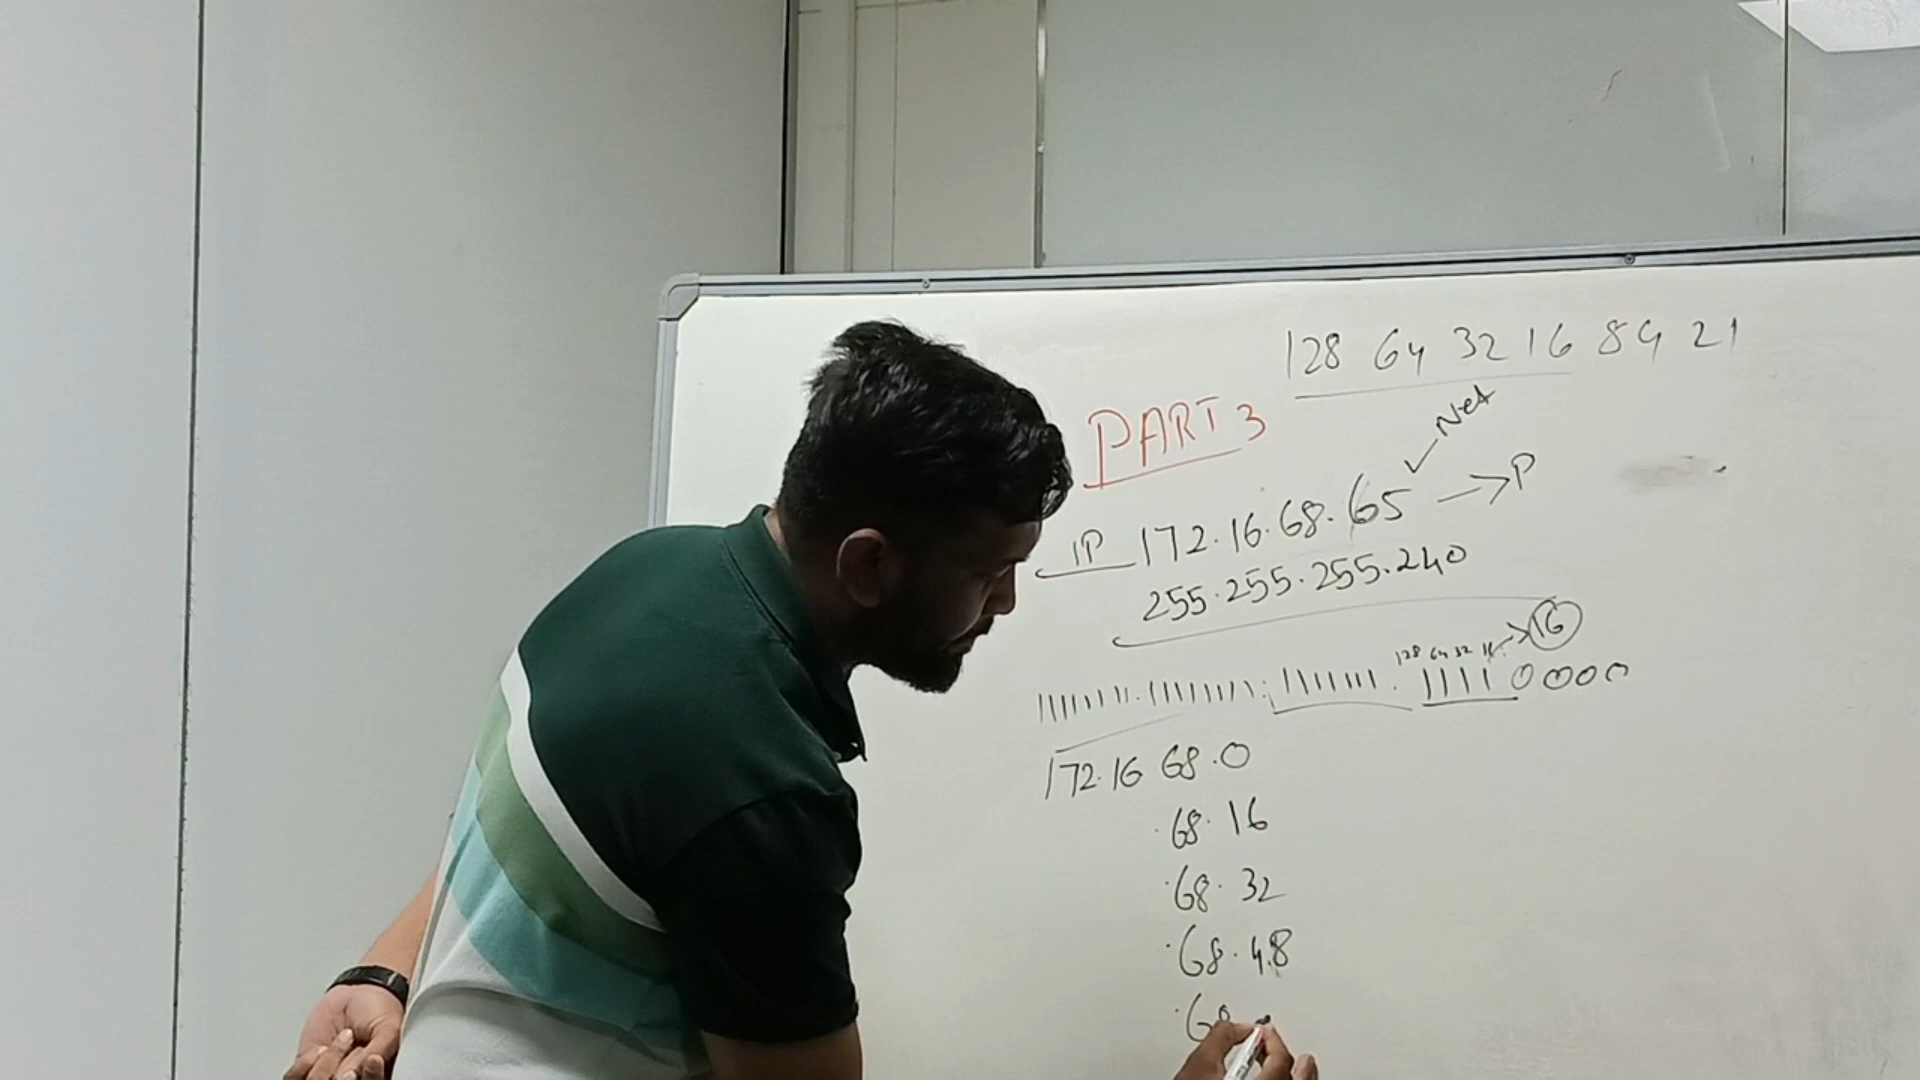 128 64 32 16 8 4 2 1
PART 3
Net
IP 172.16.68.65 → P
255.255.255.240
128 64 32 16 → 16
11111111.11111111.11111111.11110000
172.16 68.0
.68.16
.68.32
.68.48
.68